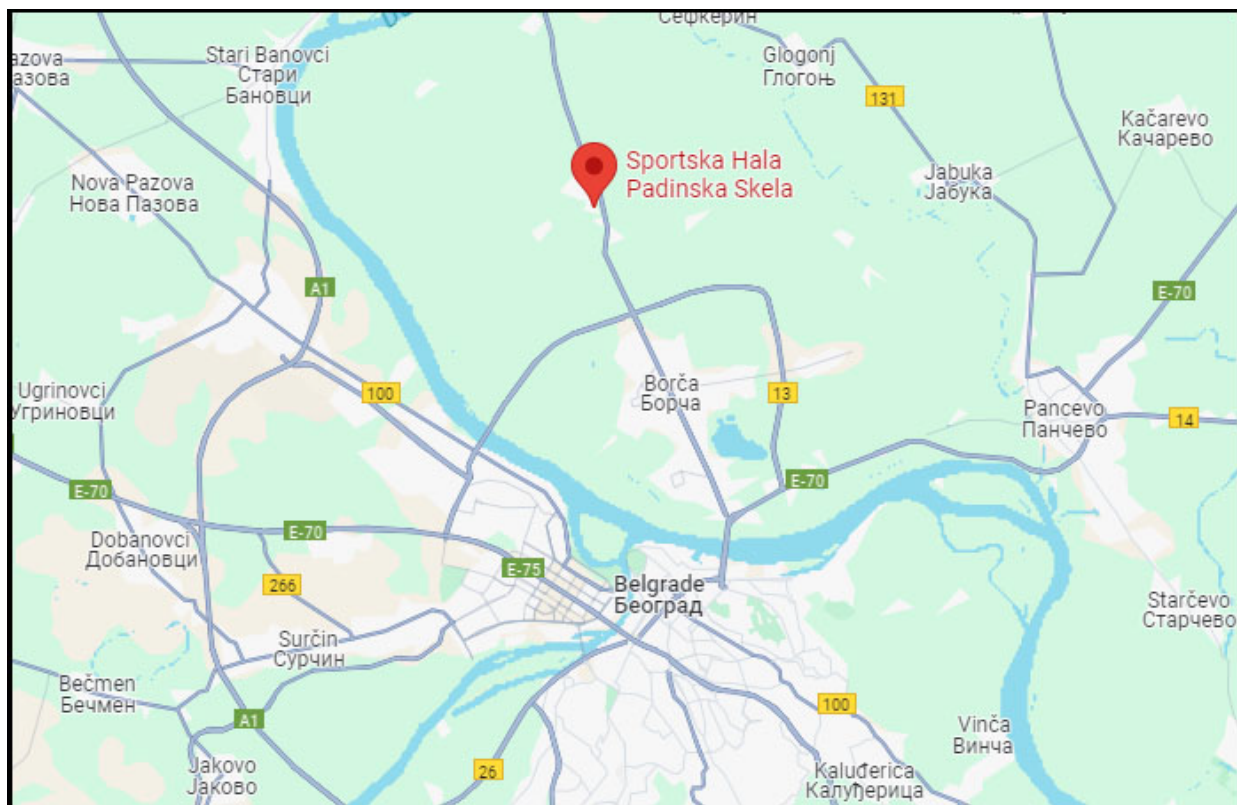 Сефкерин
Stari Banovci
Стари
Бановци
Glogonj
Глогоњ
131
Kačarevo
Качарево
Sportska Hala
Padinska Skela
Jabuka
Јабука
Nova Pazova
Нова Пазова
A1
E-70
Ugrinovci
Угриновци
100
Borča
Борча
13
Pancevo
Панчево
14
E-70
E-70
E-70
Dobanovci
Добановци
E-75
266
Belgrade
Београд
Starčevo
Старчево
Surčin
Сурчин
Bečmen
Бечмен
A1
100
Vinča
Винча
26
Jakovo
Јаково
Kaluđerica
Калуђерица